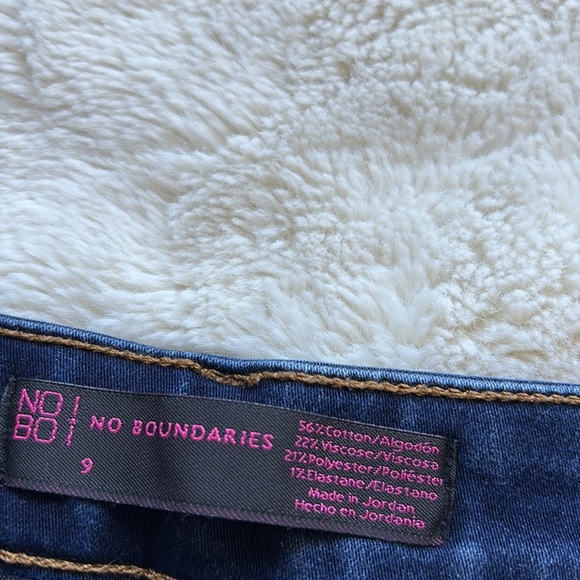 NO
BO
NO BOUNDARIES
9
56%Cotton/Algodón
22%Viscose/Viscosa
21%Polyester/Poliéster
1%Elastane/Elastano
Made in Jordan
Hecho en Jordania